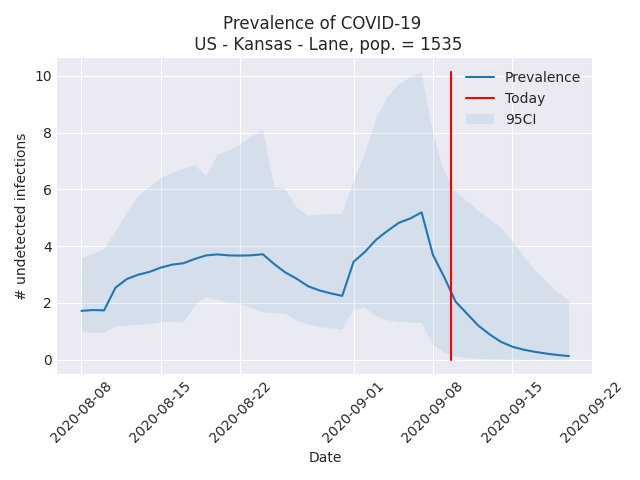 Prevalence of COVID-19
US - Kansas - Lane, pop. = 1535
# undetected infections
10
8
6
4
2
0
Prevalence
Today
95CI
2020-08-08
2020-08-15
2020-08-22
2020-09-01
2020-09-08
2020-09-15
2020-09-22
Date